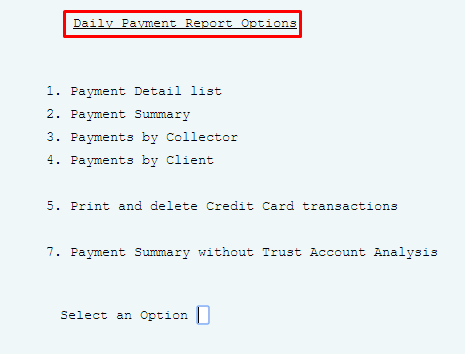 Daily Payment Report Options
1. Payment Detail list
2. Payment Summary
3. Payments by Collector
4. Payments by Client
5. Print and delete Credit Card transactions
7. Payment Summary without Trust Account Analysis
Select an Option